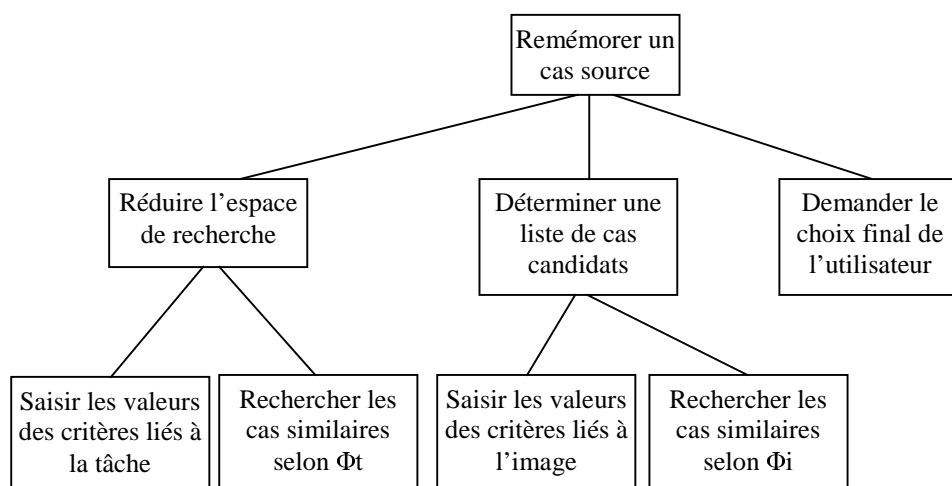 Remémorer un
cas source
Réduire l’espace
de recherche
Déterminer une
liste de cas
candidats
Demander le
choix final de
l’utilisateur
Saisir les valeurs
des critères liés à
la tâche
Rechercher les
cas similaires
selon Φt
Saisir les valeurs
des critères liés à
l’image
Rechercher les
cas similaires
selon Φi